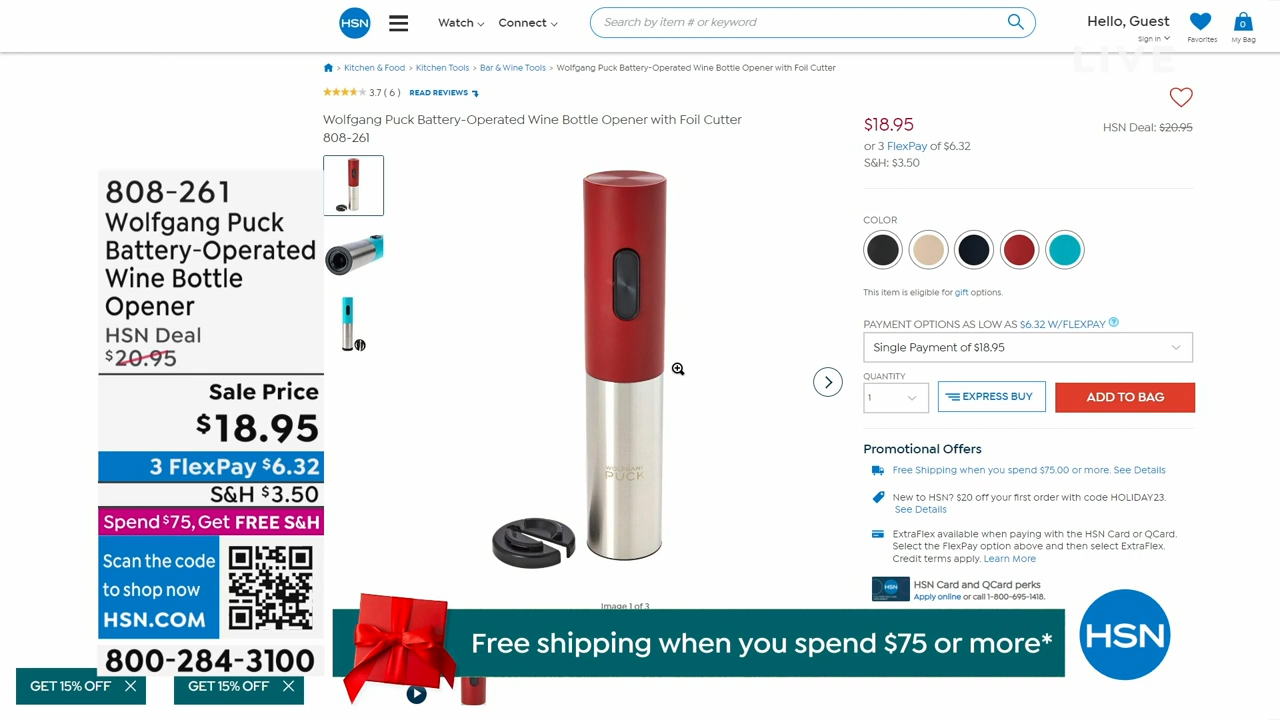 HSN
Watch
Connect
Search by item # or keyword
Hello, Guest
Sign in
Favorites
0
My Bag
LIVE
> Kitchen & Food > Kitchen Tools > Bar & Wine Tools > Wolfgang Puck Battery-Operated Wine Bottle Opener with Foil Cutter
3.7 ( 6 ) READ REVIEWS
Wolfgang Puck Battery-Operated Wine Bottle Opener with Foil Cutter
808-261
$18.95
HSN Deal: $20.95
or 3 FlexPay of $6.32
S&H: $3.50
COLOR
This item is eligible for gift options.
PAYMENT OPTIONS AS LOW AS $6.32 W/FLEXPAY ?
Single Payment of $18.95
QUANTITY
1
EXPRESS BUY
ADD TO BAG
Promotional Offers
Free Shipping when you spend $75.00 or more. See Details
New to HSN? $20 off your first order with code HOLIDAY23.
See Details
ExtraFlex available when paying with the HSN Card or QCard.
Select the FlexPay option above and then select ExtraFlex.
Credit terms apply. Learn More
HSN
HSN Card and QCard perks
Apply online or call 1-800-695-1418.
WOLFGANG
PUCK
Image 1 of 3
808-261
Wolfgang Puck
Battery-Operated
Wine Bottle
Opener
HSN Deal
$20.95
Sale Price
$18.95
3 FlexPay $6.32
S&H $3.50
Spend $75, Get FREE S&H
Scan the code
to shop now
HSN.COM
800-284-3100
GET 15% OFF X
GET 15% OFF X
Free shipping when you spend $75 or more*
HSN